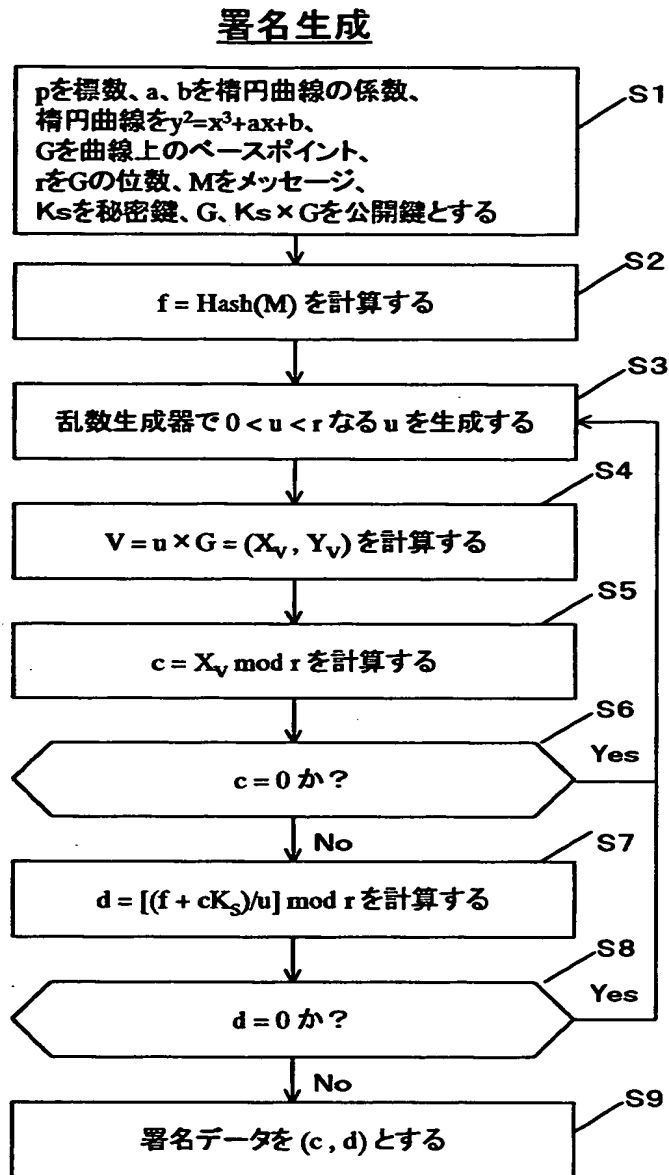 署名生成
pを標数、a、bを楕円曲線の係数、
楕円曲線をy²=x³+ax+b、
Gを曲線上のベースポイント、
rをGの位数、Mをメッセージ、
Ksを秘密鍵、G、Ks×Gを公開鍵とする
S1
f = Hash(M) を計算する
S2
乱数生成器で 0 < u < r なる u を生成する
S3
V = u × G = (X_V , Y_V) を計算する
S4
c = X_V mod r を計算する
S5
c = 0 か？
S6
Yes
No
d = [(f + cK_S)/u] mod r を計算する
S7
d = 0 か？
S8
Yes
No
署名データを (c , d) とする
S9